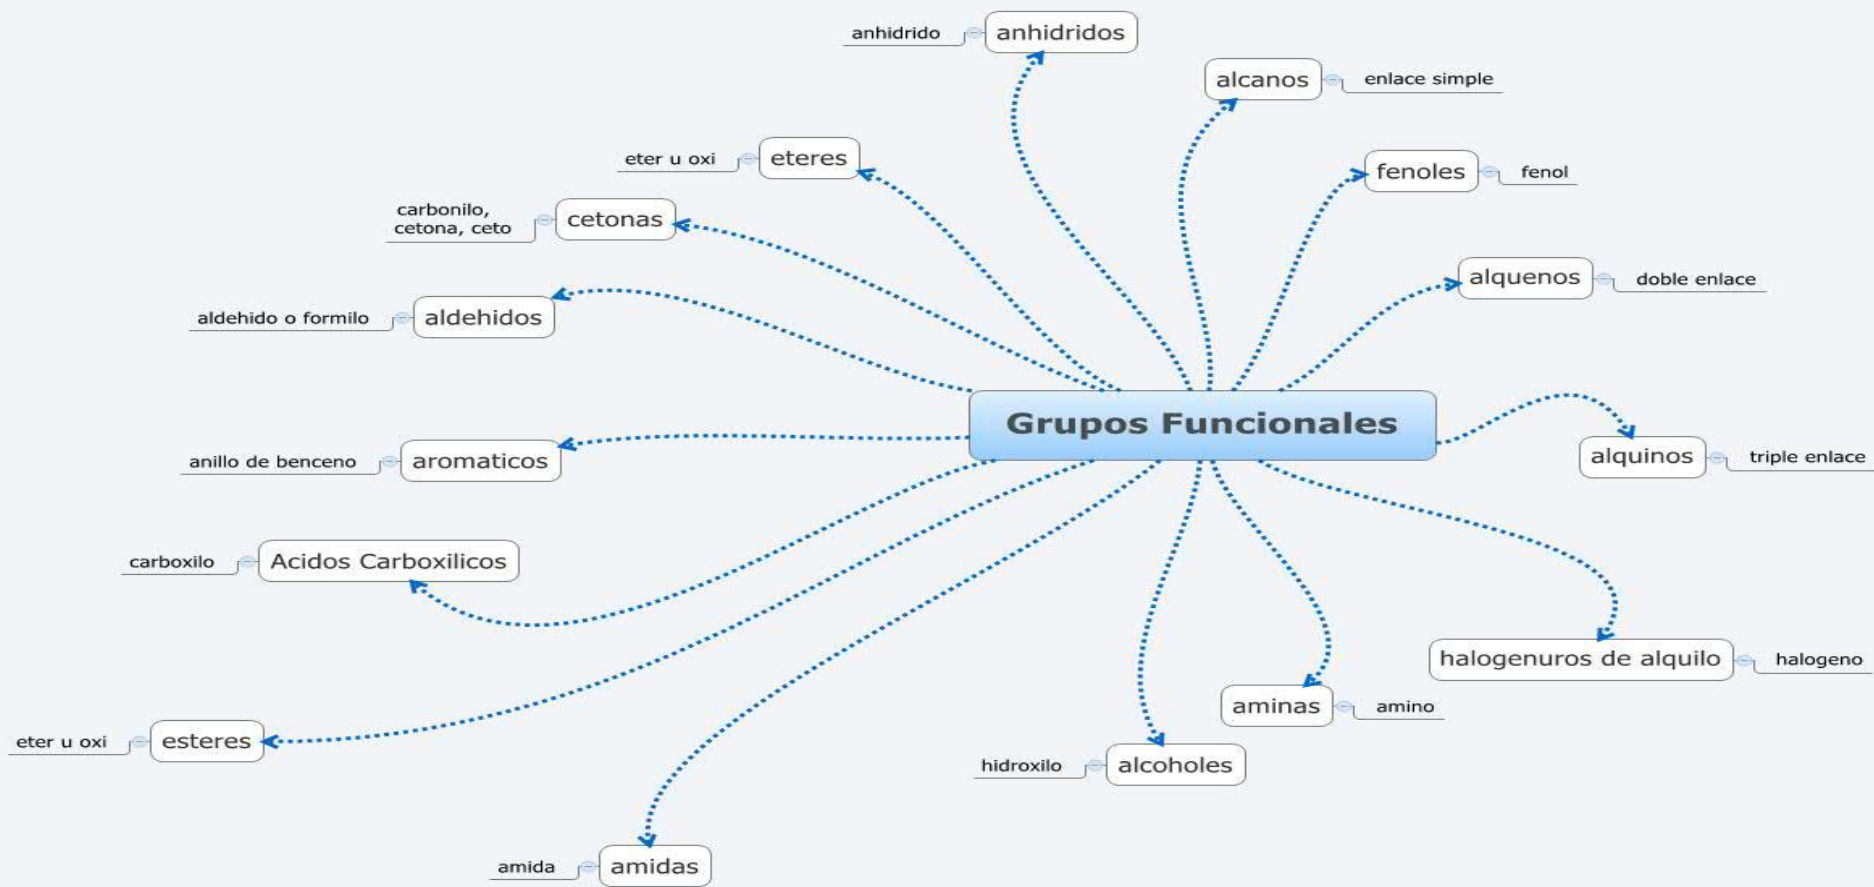 anhidrido
anhidridos
alcanos
enlace simple
eter u oxi
eteres
fenoles
fenol
carbonilo,
cetona, ceto
cetonas
alquenos
doble enlace
aldehido o formilo
aldehidos
Grupos Funcionales
anillo de benceno
aromaticos
alquinos
triple enlace
carboxilo
Acidos Carboxilicos
halogenuros de alquilo
halogeno
aminas
amino
eter u oxi
esteres
hidroxilo
alcoholes
amida
amidas